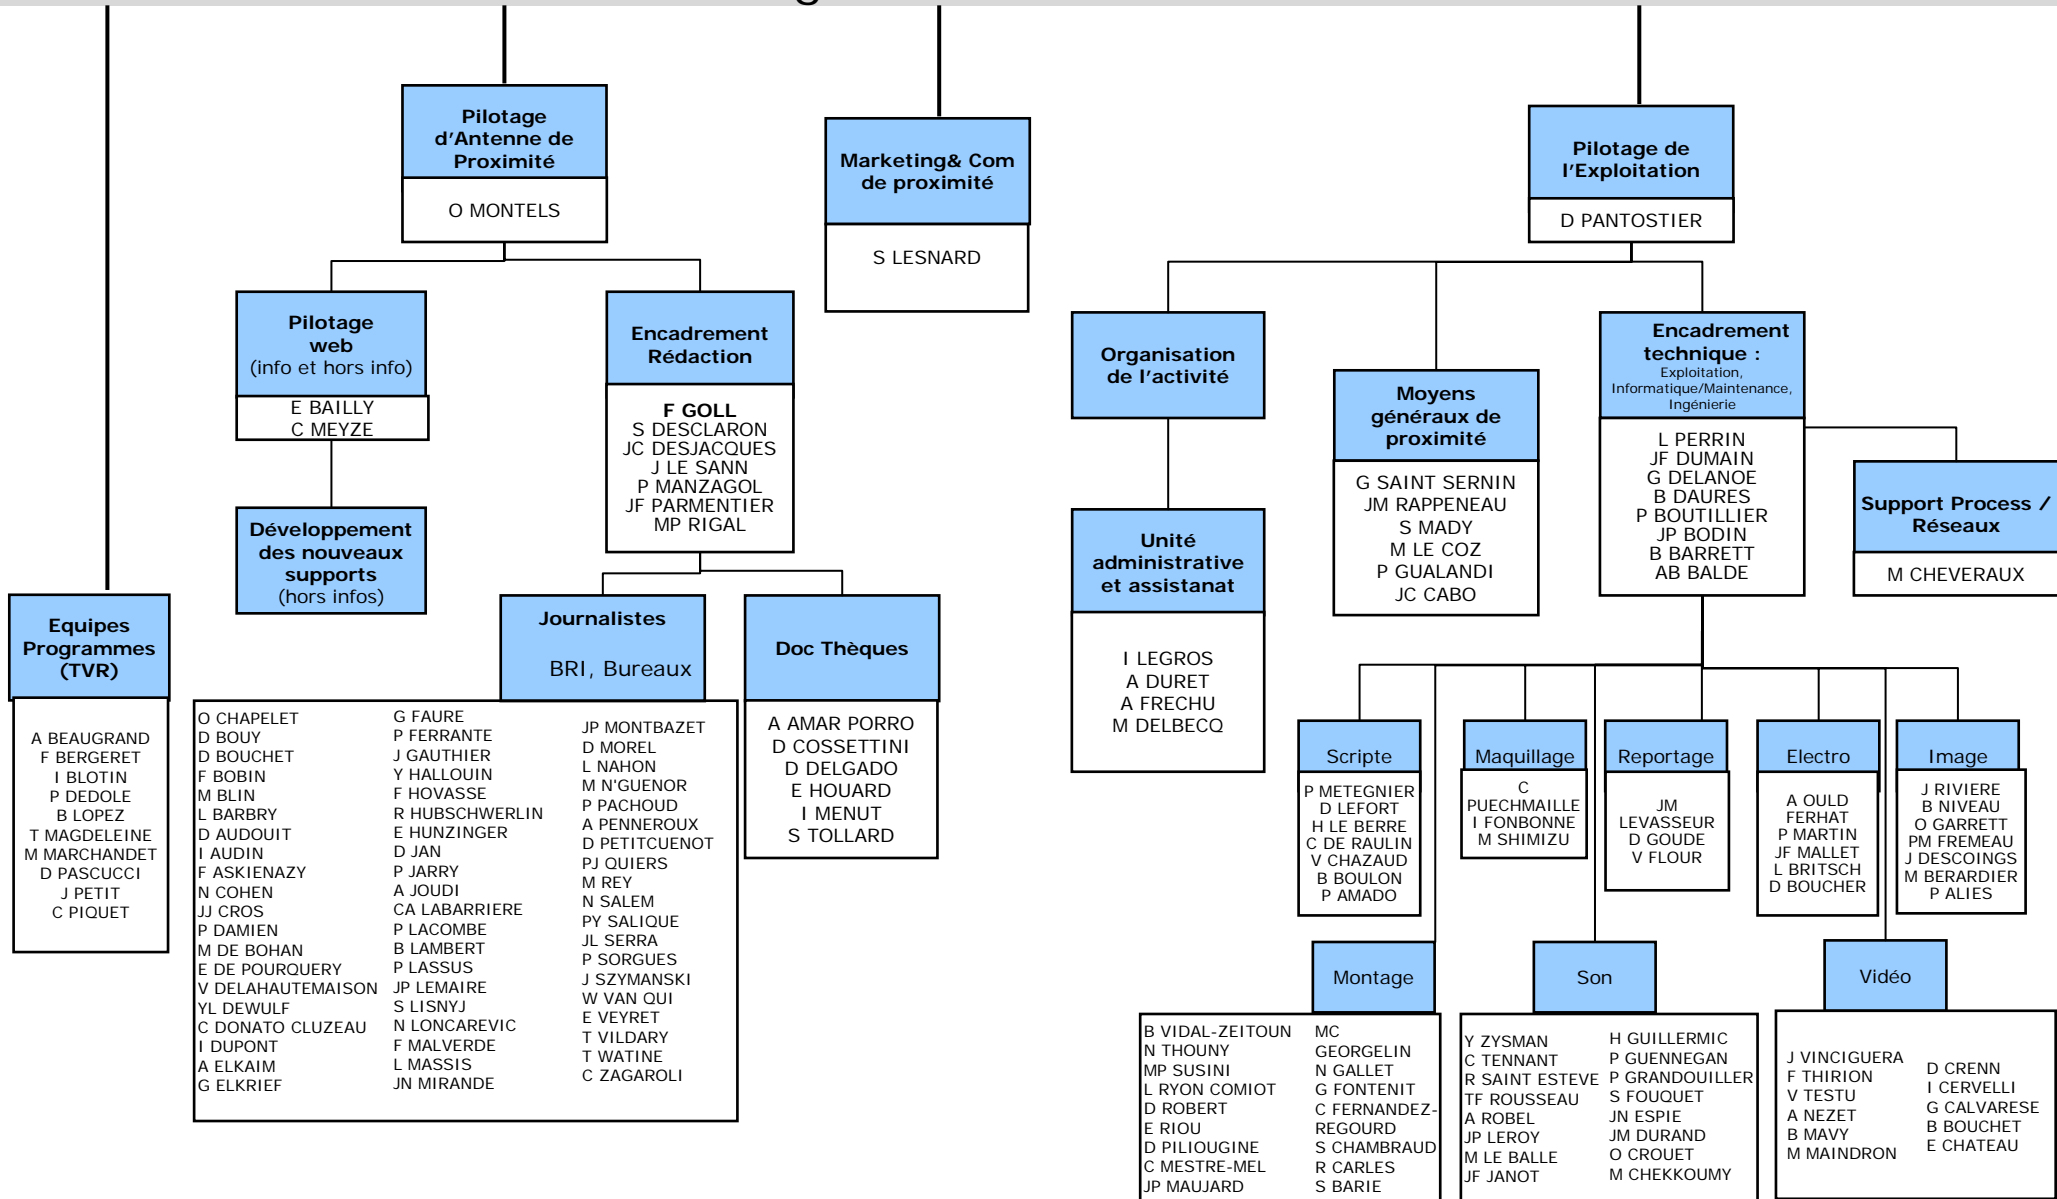 Pilotage
d'Antenne de
Proximité
O MONTELS
Marketing& Com
de proximité
S LESNARD
Pilotage de
l'Exploitation
D PANTOSTIER
Pilotage
web
(info et hors info)
E BAILLY
C MEYZE
Développement
des nouveaux
supports
(hors infos)
Encadrement
Rédaction
F GOLL
S DESCLARON
JC DESJACQUES
J LE SANN
P MANZAGOL
JF PARMENTIER
MP RIGAL
Organisation
de l'activité
Unité
administrative
et assistanat
I LEGROS
A DURET
A FRECHU
M DELBECQ
Moyens
généraux de
proximité
G SAINT SERNIN
JM RAPPENEAU
S MADY
M LE COZ
P GUALANDI
JC CABO
Encadrement
technique :
Exploitation,
Informatique/Maintenance,
Ingénierie
L PERRIN
JF DUMAIN
G DELANOE
B DAURES
P BOUTILLIER
JP BODIN
B BARRETT
AB BALDE
Support Process /
Réseaux
M CHEVERAUX
Equipes
Programmes
(TVR)
A BEAUGRAND
F BERGERET
I BLOTIN
P DEDOLE
B LOPEZ
T MAGDELEINE
M MARCHANDET
D PASCUCCI
J PETIT
C PIQUET
Journalistes
BRI, Bureaux
O CHAPELET
D BOUY
D BOUCHET
F BOBIN
M BLIN
L BARBRY
D AUDOUIT
I AUDIN
F ASKIENAZY
N COHEN
JJ CROS
P DAMIEN
M DE BOHAN
E DE POURQUERY
V DELAHAUTEMAISON
YL DEWULF
C DONATO CLUZEAU
I DUPONT
A ELKAIM
G ELKRIEF
G FAURE
P FERRANTE
J GAUTHIER
Y HALLOUIN
F HOVASSE
R HUBSCHWERLIN
E HUNZINGER
D JAN
P JARRY
A JOUDI
CA LABARRIERE
P LACOMBE
B LAMBERT
P LASSUS
JP LEMAIRE
S LISNYJ
N LONCAREVIC
F MALVERDE
L MASSIS
JN MIRANDE
JP MONTBAZET
D MOREL
L NAHON
M N'GUENOR
P PACHOUD
A PENNEROUX
D PETITCUENOT
PJ QUIERS
M REY
N SALEM
PY SALIQUE
JL SERRA
P SORGUES
J SZYMANSKI
W VAN QUI
E VEYRET
T VILDARY
T WATINE
C ZAGAROLI
Doc Thèques
A AMAR PORRO
D COSSETTINI
D DELGADO
E HOUARD
I MENUT
S TOLLARD
Scripte
P METEGNIER
D LEFORT
H LE BERRE
C DE RAULIN
V CHAZAUD
B BOULON
P AMADO
Maquillage
C
PUECHMAILLE
I FONBONNE
M SHIMIZU
Reportage
JM
LEVASSEUR
D GOUDE
V FLOUR
Electro
A OULD
FERHAT
P MARTIN
JF MALLET
L BRITSCH
D BOUCHER
Image
J RIVIERE
B NIVEAU
O GARRETT
PM FREMEAU
J DESCOINGS
M BERARDIER
P ALIES
Montage
B VIDAL-ZEITOUN
N THOUNY
MP SUSINI
L RYON COMIOT
D ROBERT
E RIOU
D PILIOUGINE
C MESTRE-MEL
JP MAUJARD
MC
GEORGELIN
N GALLET
G FONTENIT
C FERNANDEZ-
REGOURD
S CHAMBRAUD
R CARLES
S BARIE
Son
Y ZYSMAN
C TENNANT
R SAINT ESTEVE
TF ROUSSEAU
A ROBEL
JP LEROY
M LE BALLE
JF JANOT
H GUILLERMIC
P GUENNEGAN
P GRANDOUILLER
S FOUQUET
JN ESPIE
JM DURAND
O CROUET
M CHEKKOUMY
Vidéo
J VINCIGUERA
F THIRION
V TESTU
A NEZET
B MAVY
M MAINDRON
D CRENN
I CERVELLI
G CALVARESE
B BOUCHET
E CHATEAU